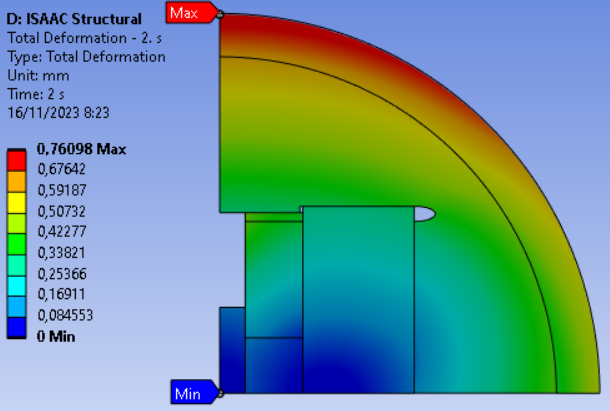 D: ISAAC Structural
Total Deformation - 2. s
Type: Total Deformation
Unit: mm
Time: 2 s
16/11/2023 8:23
0,76098 Max
0,67642
0,59187
0,50732
0,42277
0,33821
0,25366
0,16911
0,084553
0 Min
Max
Min